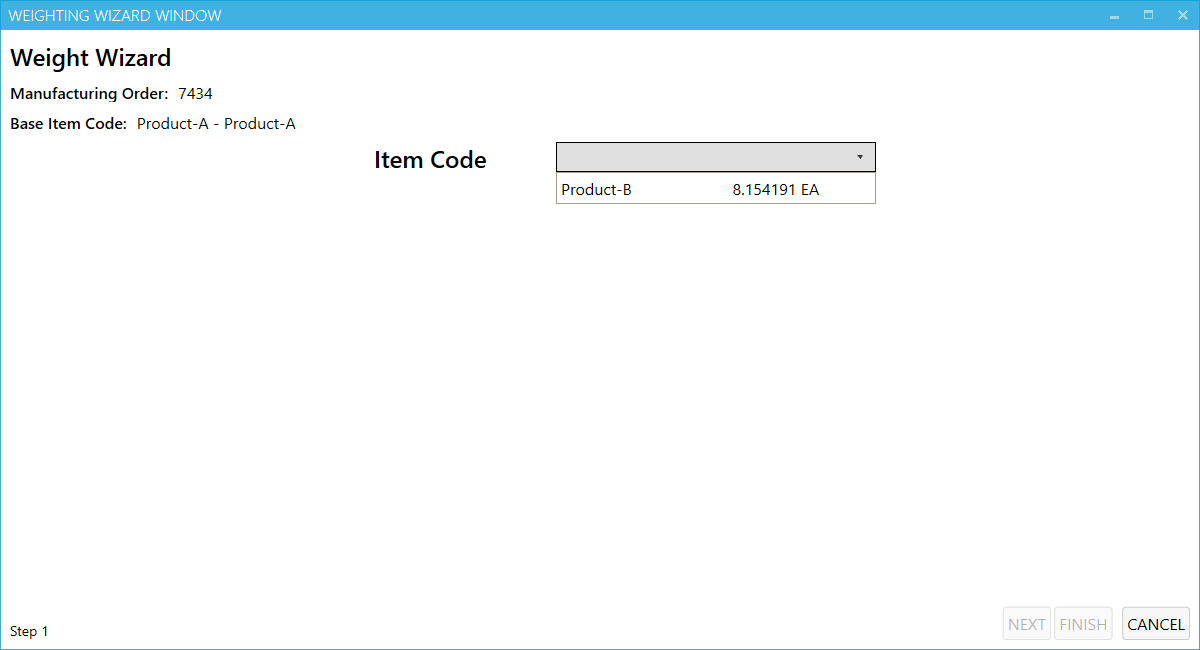 WEIGHTING WIZARD WINDOW
Weight Wizard
Manufacturing Order: 7434
Base Item Code: Product-A - Product-A
Item Code
Product-B 8.154191 EA
Step 1 NEXT FINISH CANCEL